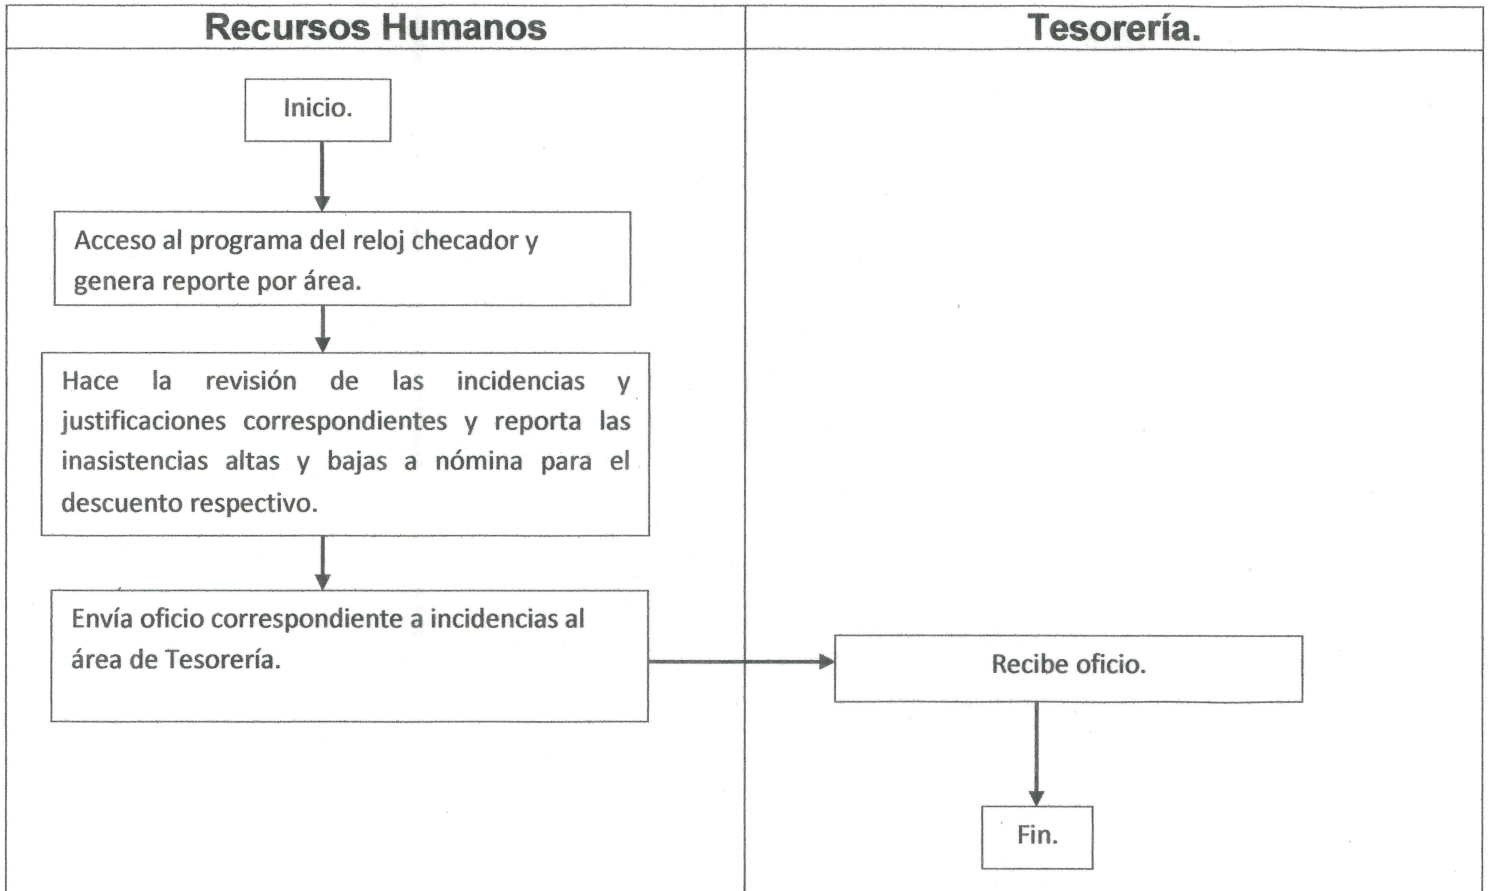 Recursos Humanos
Tesorería.
Inicio.
Acceso al programa del reloj checador y
genera reporte por área.
Hace la revisión de las incidencias y
justificaciones correspondientes y reporta las
inasistencias altas y bajas a nómina para el
descuento respectivo.
Envía oficio correspondiente a incidencias al
área de Tesorería.
Recibe oficio.
Fin.